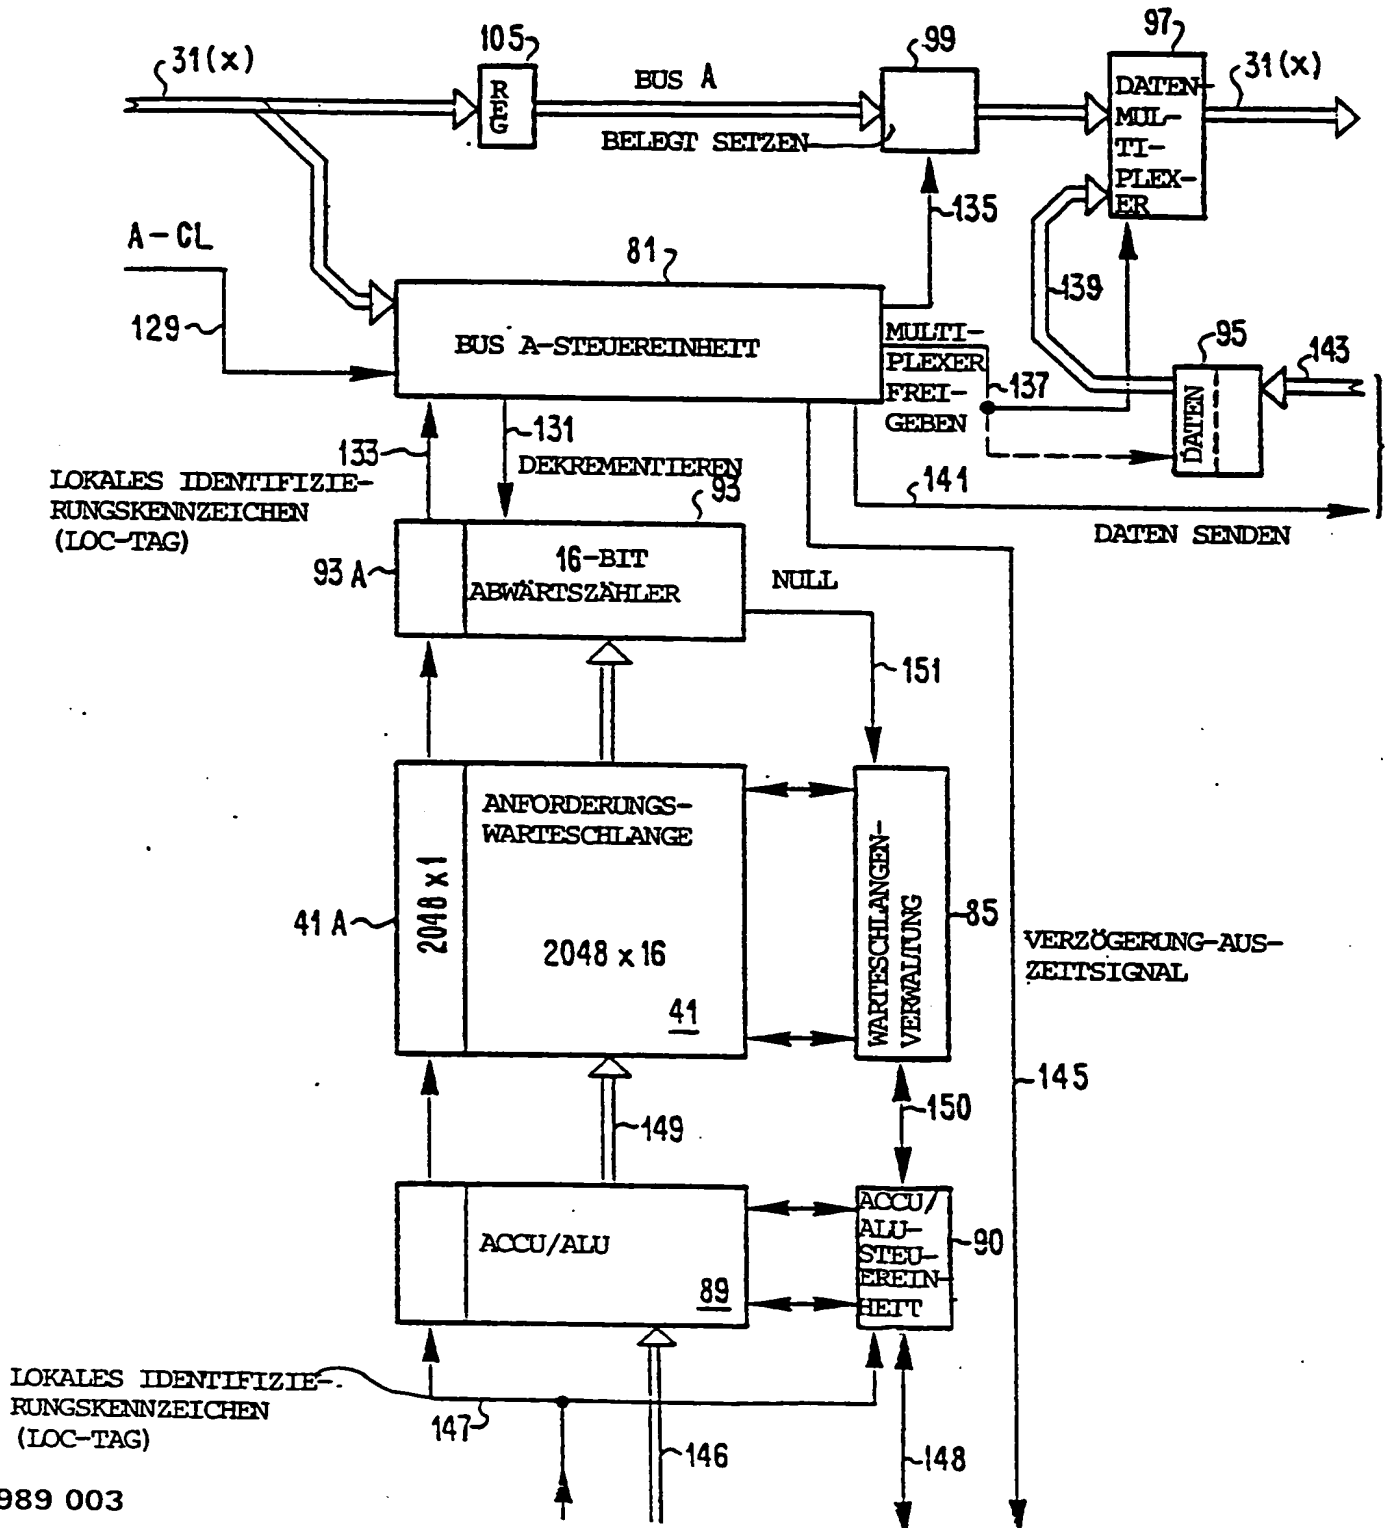 31(x)
105
REG
BUS A
BELEGT SETZEN
99
97
DATEN-
MUL-
TI-
PLEX-
ER
31(x)
135
A-CL
129
81
BUS A-STEUEREINHEIT
MULTI-
PLEXER
FREI-
GEBEN
137
139
95
DATEN
143
133
131
DEKREMENTIEREN
LOKALES IDENTIFIZIE-
RUNGSKENNZEICHEN
(LOC-TAG)
141
DATEN SENDEN
93
93 A
16-BIT
ABWÄRTSZÄHLER
NULL
151
ANFORDERUNGS-
WARTESCHLANGE
2048 x 1
41 A
2048 x 16
41
WARTESCHLANGEN-
VERWALTUNG
85
VERZÖGERUNG-AUS-
ZEITSIGNAL
145
149
150
ACCU/ALU
89
ACCU/
ALU-
STEU-
EREIN-
HEIT
90
LOKALES IDENTIFIZIE-
RUNGSKENNZEICHEN
(LOC-TAG)
147
146
148
989 003